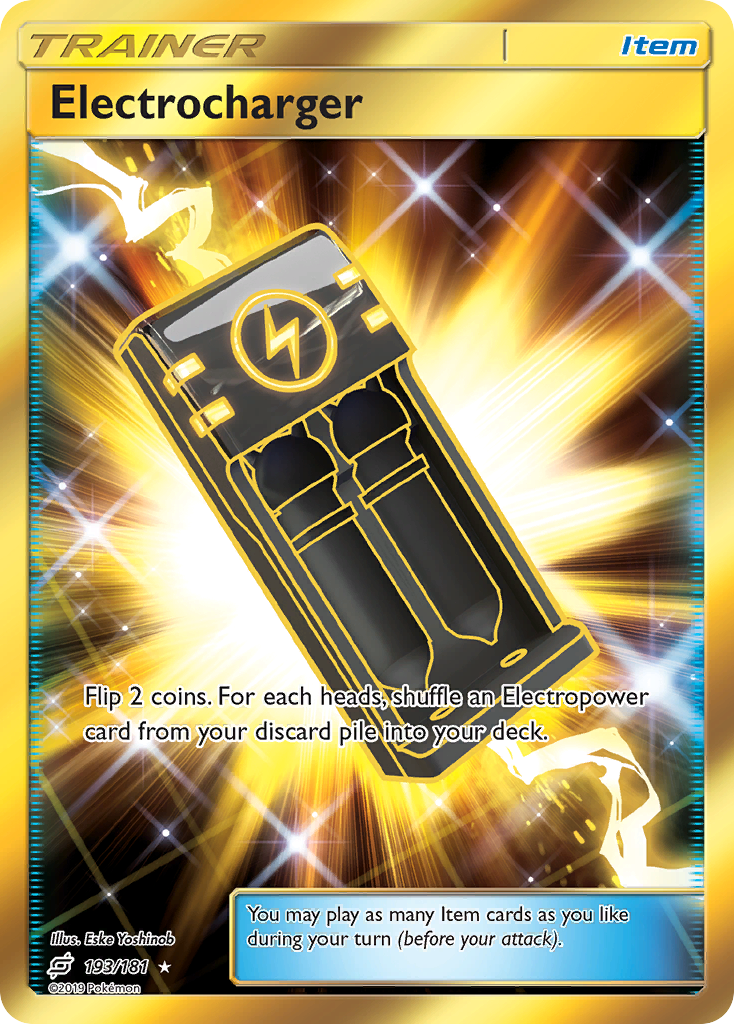 TRAINER
Item
Electrocharger
Flip 2 coins. For each heads, shuffle an Electropower
card from your discard pile into your deck.
You may play as many Item cards as you like
during your turn (before your attack).
Illus. Eske Yoshinob
193/181 ★
©2019 Pokémon